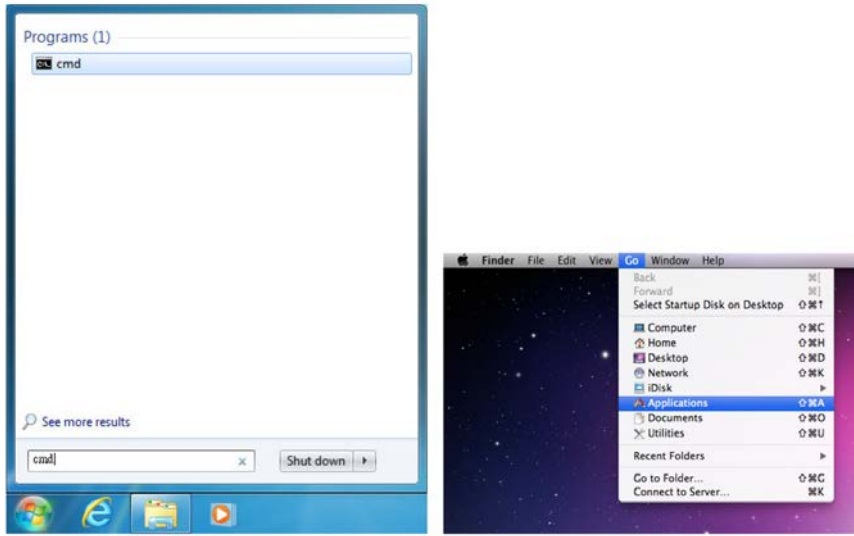 Programs (1)
cmd
See more results
cmd
Shut down
Finder File Edit View Go Window Help
Back ⌘[
Forward ⌘]
Select Startup Disk on Desktop ⇧⌘↑
Computer ⇧⌘C
Home ⇧⌘H
Desktop ⇧⌘D
Network ⇧⌘K
iDisk
Applications ⇧⌘A
Documents ⇧⌘O
Utilities ⇧⌘U
Recent Folders
Go to Folder... ⇧⌘G
Connect to Server... ⌘K